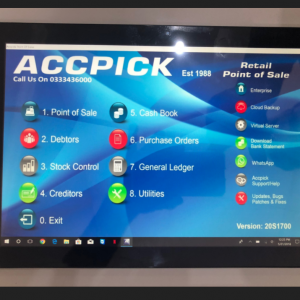 ACCPICK Est 1988
Retail
Point of Sale
Call Us On 0333436000
1. Point of Sale
5. Cash Book
2. Debtors
6. Purchase Orders
3. Stock Control
7. General Ledger
4. Creditors
8. Utilities
0. Exit
Enterprise
Cloud Backup
Virtual Server
Download
Bank Statement
WhatsApp
Accpick
Support/Help
Updates, Bugs
Patches & Fixes
Version: 20S1700